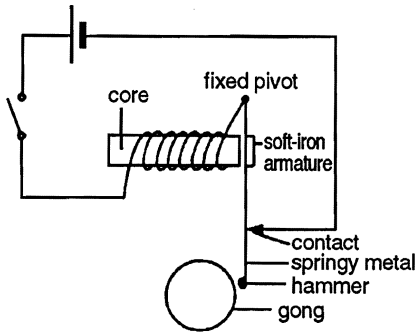 fixed pivot
core
soft-iron
armature
contact
springy metal
hammer
gong